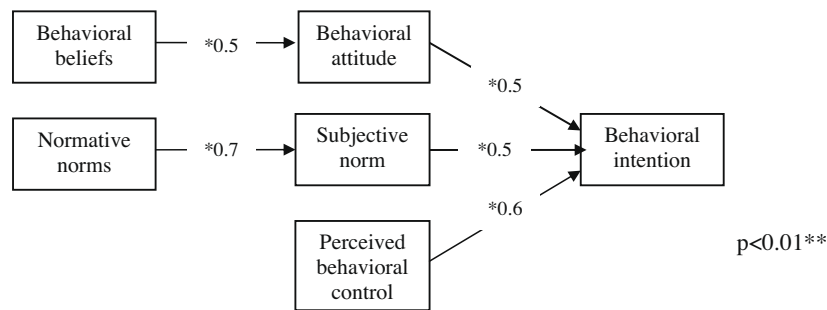 Behavioral
beliefs
*0.5
Behavioral
attitude
*0.5
Normative
norms
*0.7
Subjective
norm
*0.5
Behavioral
intention
*0.6
Perceived
behavioral
control
p<0.01**